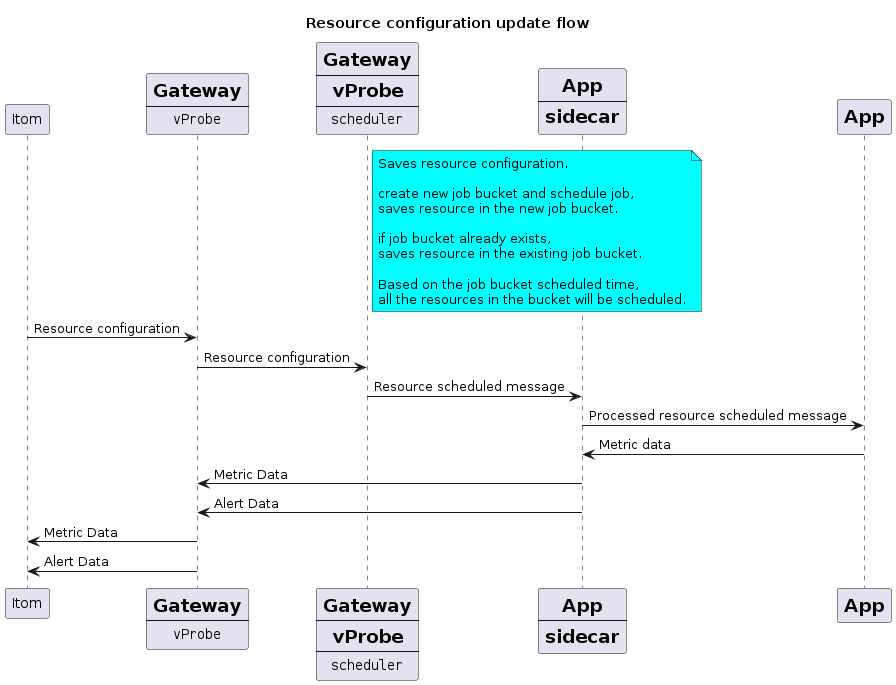 Resource configuration update flow
Itom
Gateway
vProbe
Gateway
vProbe
scheduler
App
sidecar
App
Saves resource configuration.
create new job bucket and schedule job,
saves resource in the new job bucket.
if job bucket already exists,
saves resource in the existing job bucket.
Based on the job bucket scheduled time,
all the resources in the bucket will be scheduled.
Resource configuration
Resource configuration
Resource scheduled message
Processed resource scheduled message
Metric data
Metric Data
Alert Data
Metric Data
Alert Data
Itom
Gateway
vProbe
Gateway
vProbe
scheduler
App
sidecar
App